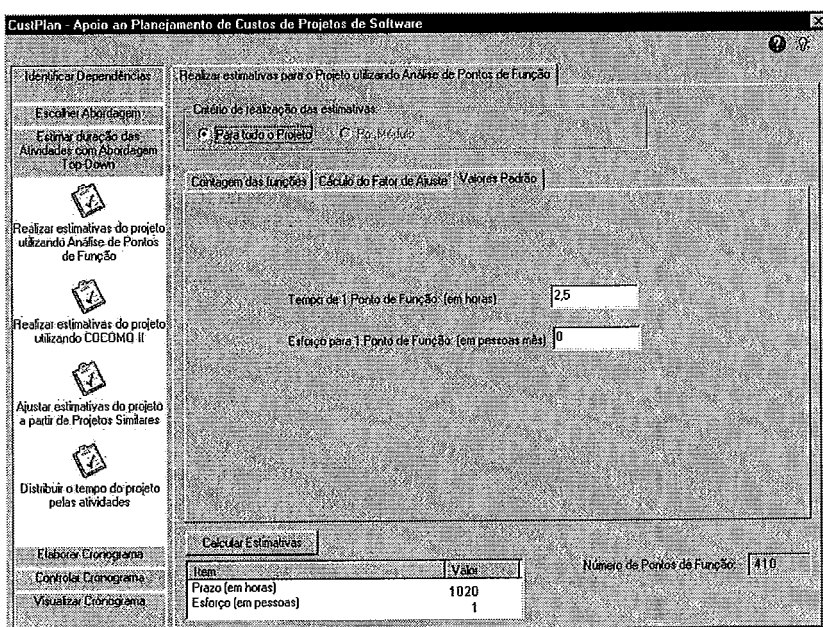 CustPlan - Apoio ao Planejamento de Custos de Projetos de Software
Identificar Dependências
Escolher Abordagem
Estimar duração das
Atividades com Abordagem
Top-Down
Realizar estimativas do projeto
utilizando Análise de Pontos
de Função
Realizar estimativas do projeto
utilizando COCOMO II
Ajustar estimativas do projeto
a partir de Projetos Similares
Distribuir o tempo do projeto
pelas atividades
Elaborar Cronograma
Controlar Cronograma
Visualizar Cronograma
Realizar estimativas para o Projeto utilizando Análise de Pontos de Função
Critério de realização das estimativas:
Para todo o Projeto Por Módulo
Contagem das funções Cáculo do Fator de Ajuste Valores Padrão
Tempo de 1 Ponto de Função: (em horas) 2,5
Esforço para 1 Ponto de Função: (em pessoas mês) 0
Calcular Estimativas
Número de Pontos de Função: 410
Item Valor
Prazo (em horas) 1020
Esforço (em pessoas) 1